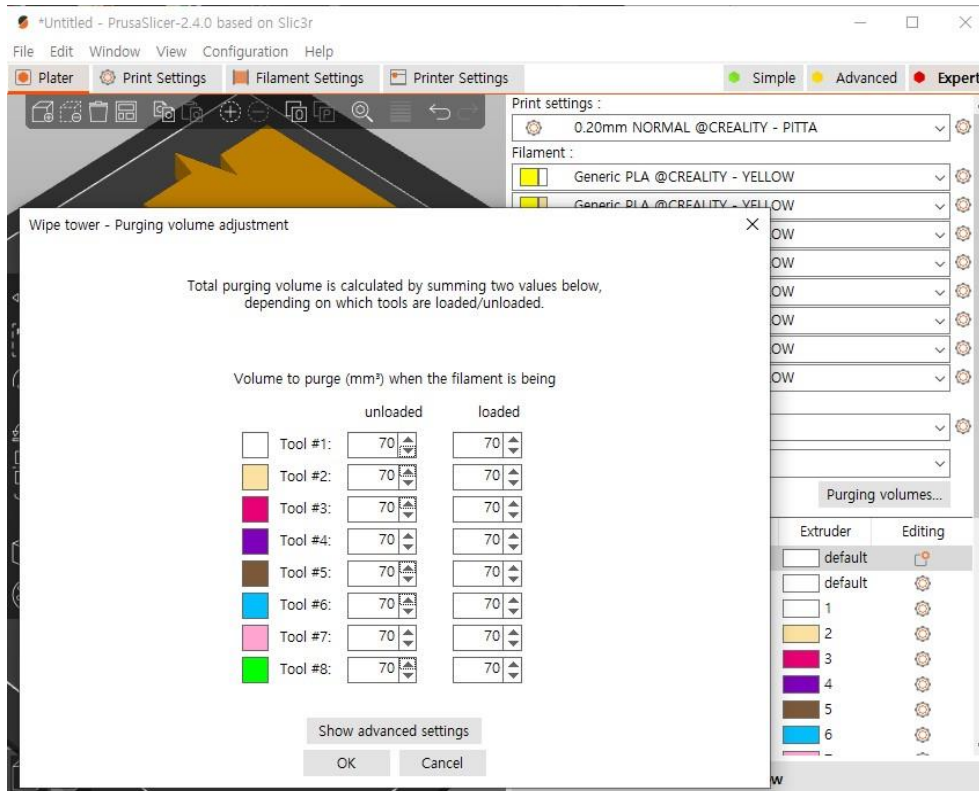 *Untitled - PrusaSlicer-2.4.0 based on Slic3r
File Edit Window View Configuration Help
Plater Print Settings Filament Settings Printer Settings Simple Advanced Expert
Print settings :
0.20mm NORMAL @CREALITY - PITTA
Filament :
Generic PLA @CREALITY - YELLOW
Generic PLA @CREALITY - YELLOW
OW
OW
OW
OW
OW
OW
Purging volumes...
Extruder Editing
default
default
1
2
3
4
5
6
w
Wipe tower - Purging volume adjustment
Total purging volume is calculated by summing two values below,
depending on which tools are loaded/unloaded.
Volume to purge (mm³) when the filament is being
unloaded loaded
Tool #1: 70 70
Tool #2: 70 70
Tool #3: 70 70
Tool #4: 70 70
Tool #5: 70 70
Tool #6: 70 70
Tool #7: 70 70
Tool #8: 70 70
Show advanced settings
OK Cancel